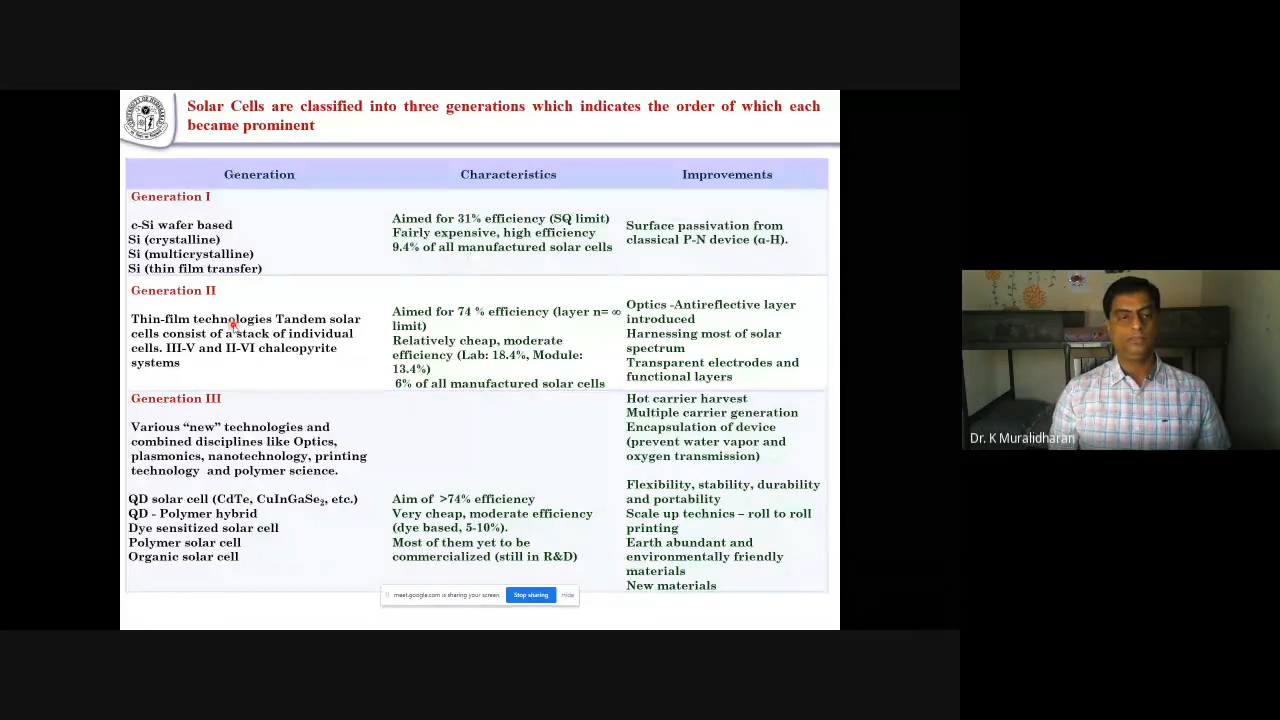 Solar Cells are classified into three generations which indicates the order of which each
became prominent
Generation
Characteristics
Improvements
Generation I
c-Si wafer based
Si (crystalline)
Si (multicrystalline)
Si (thin film transfer)
Aimed for 31% efficiency (SQ limit)
Fairly expensive, high efficiency
9.4% of all manufactured solar cells
Surface passivation from
classical P-N device (α-H).
Generation II
Thin-film technologies Tandem solar
cells consist of a stack of individual
cells. III-V and II-VI chalcopyrite
systems
Aimed for 74 % efficiency (layer n= ∞
limit)
Relatively cheap, moderate
efficiency (Lab: 18.4%, Module:
13.4%)
6% of all manufactured solar cells
Optics -Antireflective layer
introduced
Harnessing most of solar
spectrum
Transparent electrodes and
functional layers
Generation III
Various “new” technologies and
combined disciplines like Optics,
plasmonics, nanotechnology, printing
technology and polymer science.
QD solar cell (CdTe, CuInGaSe₂, etc.)
QD - Polymer hybrid
Dye sensitized solar cell
Polymer solar cell
Organic solar cell
Aim of >74% efficiency
Very cheap, moderate efficiency
(dye based, 5-10%).
Most of them yet to be
commercialized (still in R&D)
Hot carrier harvest
Multiple carrier generation
Encapsulation of device
(prevent water vapor and
oxygen transmission)
Flexibility, stability, durability
and portability
Scale up technics – roll to roll
printing
Earth abundant and
environmentally friendly
materials
New materials
meet.google.com is sharing your screen.
Stop sharing
Hide
Dr. K Muralidharan